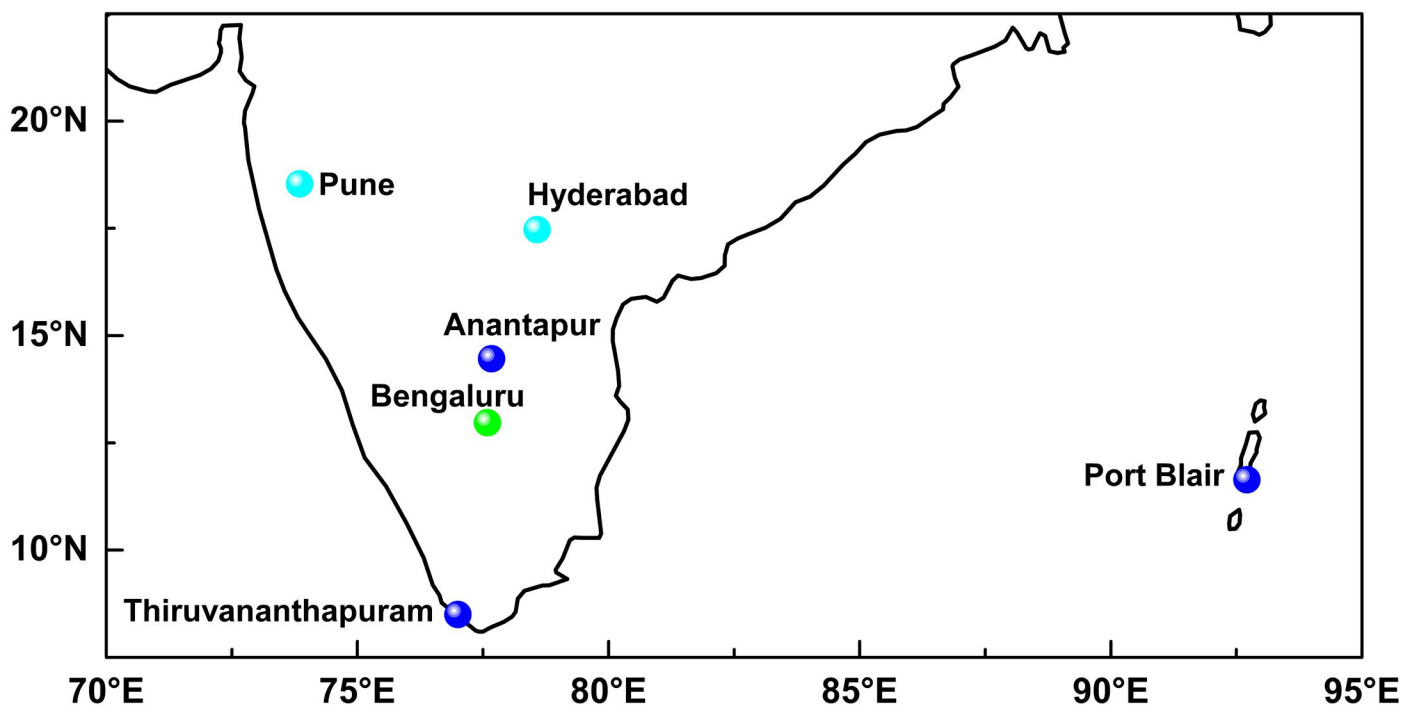 20°N
Pune
Hyderabad
15°N
Anantapur
Bengaluru
Port Blair
10°N
Thiruvananthapuram
70°E 75°E 80°E 85°E 90°E 95°E